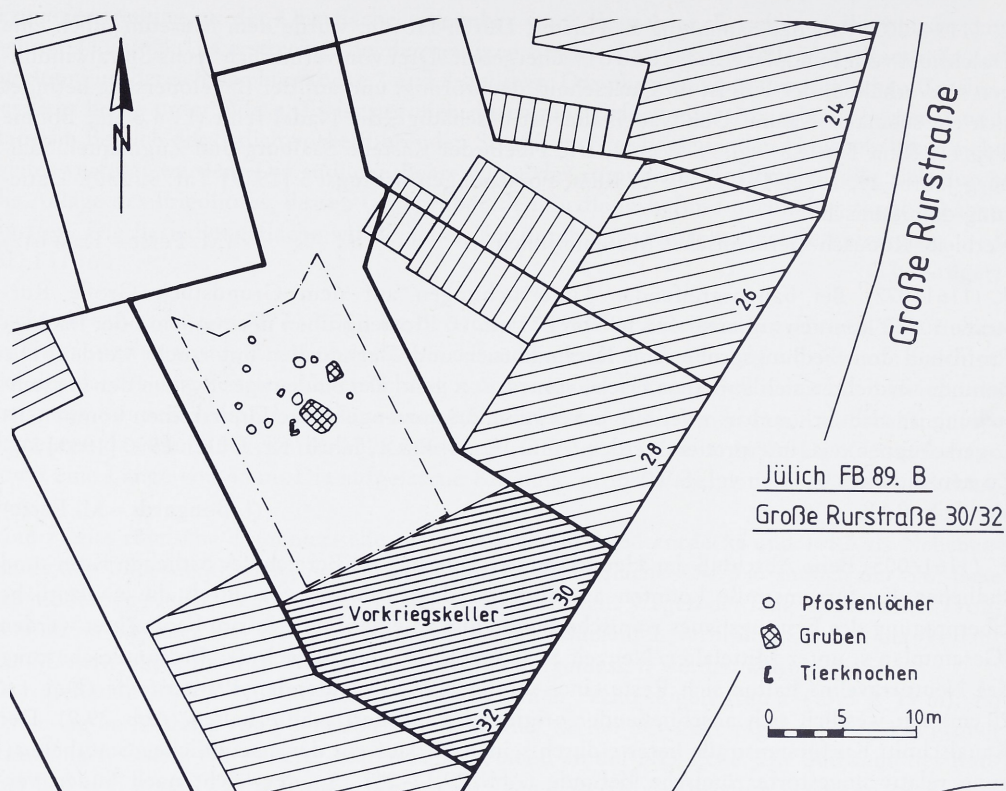 N
24
26
28
30
32
Große Rurstraße
Vorkriegskeller
Jülich FB 89. B
Große Rurstraße 30/32
Pfostenlöcher
Gruben
Tierknochen
0 5 10m